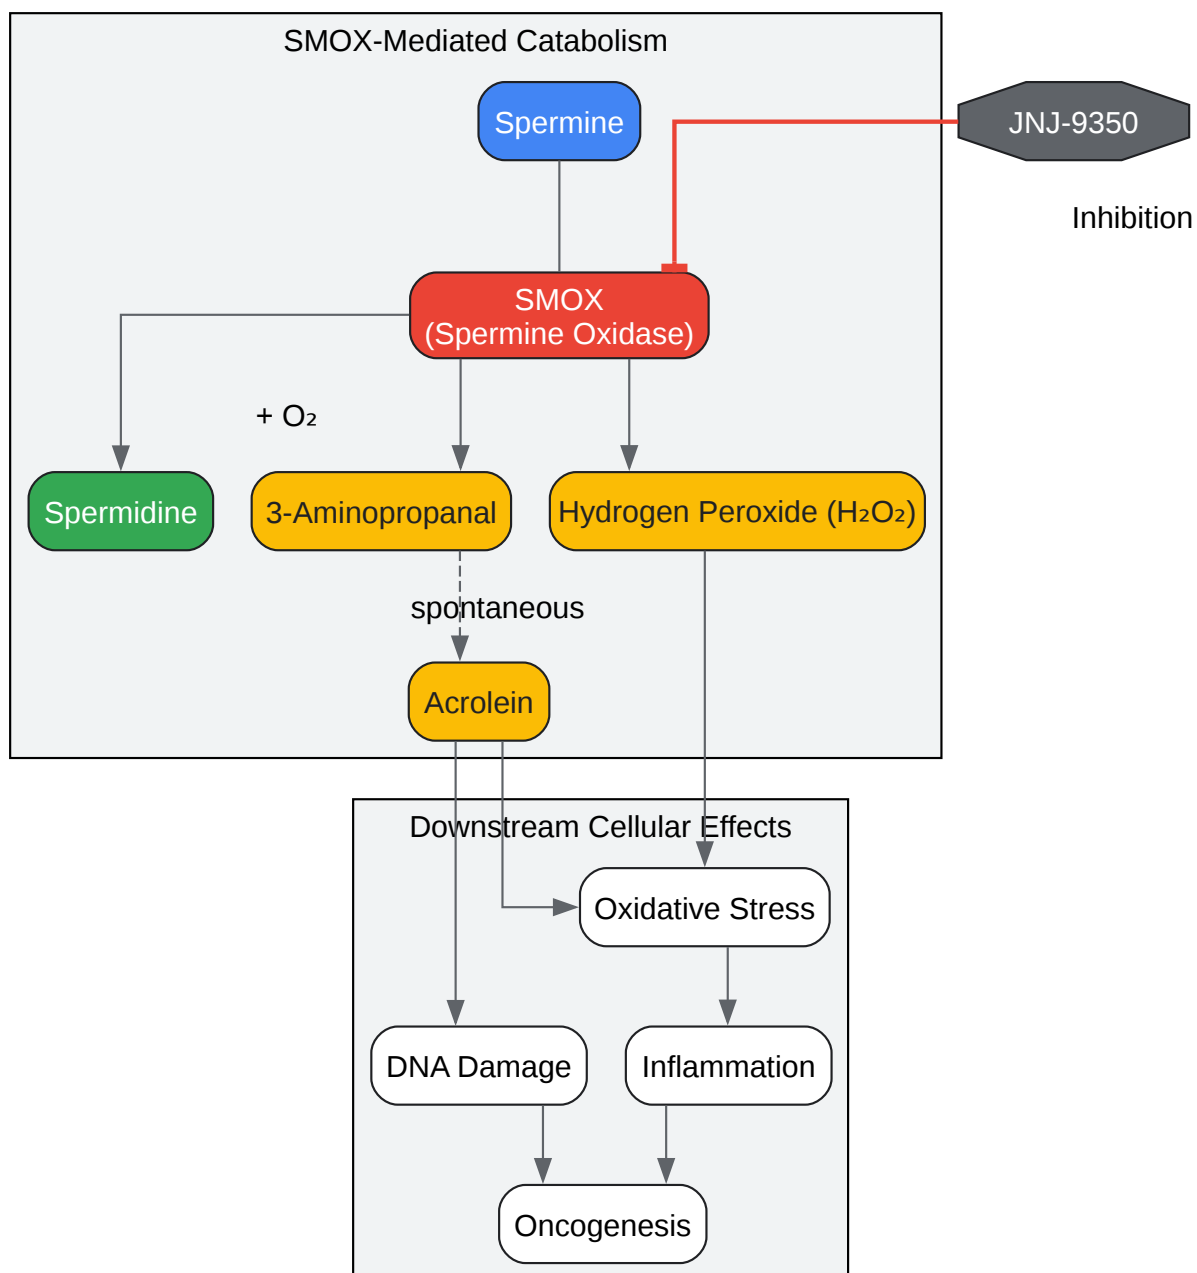 SMOX-Mediated Catabolism
Spermine
JNJ-9350
Inhibition
SMOX
(Spermine Oxidase)
+ O₂
Spermidine
3-Aminopropanal
Hydrogen Peroxide (H₂O₂)
spontaneous
Acrolein
Downstream Cellular Effects
Oxidative Stress
DNA Damage
Inflammation
Oncogenesis